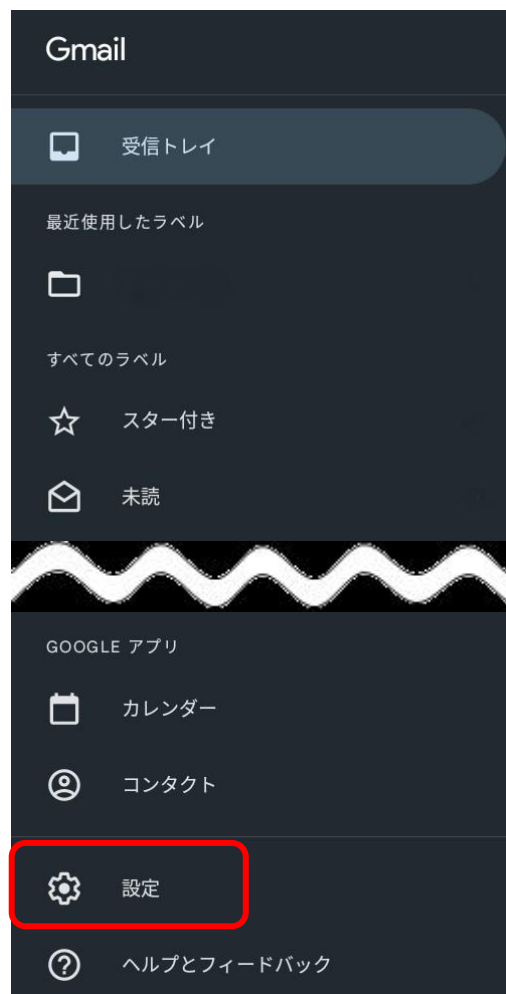 Gmail
受信トレイ
最近使用したラベル
すべてのラベル
スター付き
未読
GOOGLE アプリ
カレンダー
コンタクト
設定
ヘルプとフィードバック